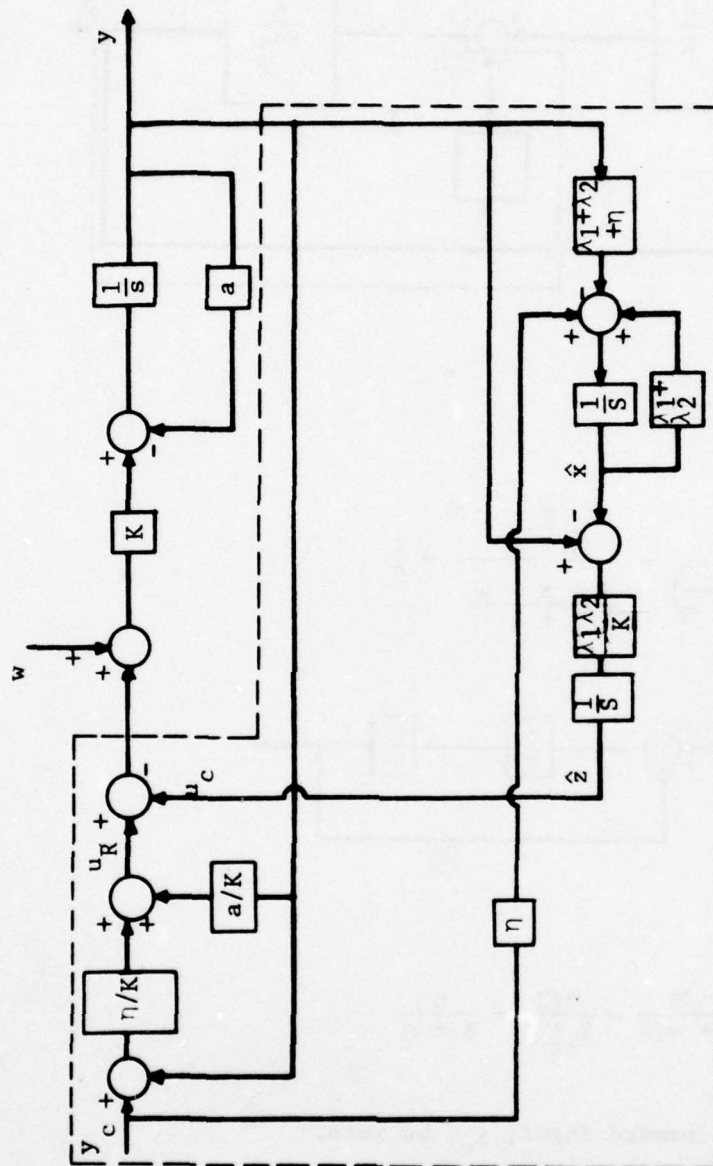 y
1/s
a
+
-
K
w
+
+
+
-
u_c
u_R
+
+
a/K
η/K
+
y_c
η
λ1+λ2
+η
-
+
+
1/S
λ1+
λ2
x̂
-
+
λ1λ2
K
1/S
ẑ